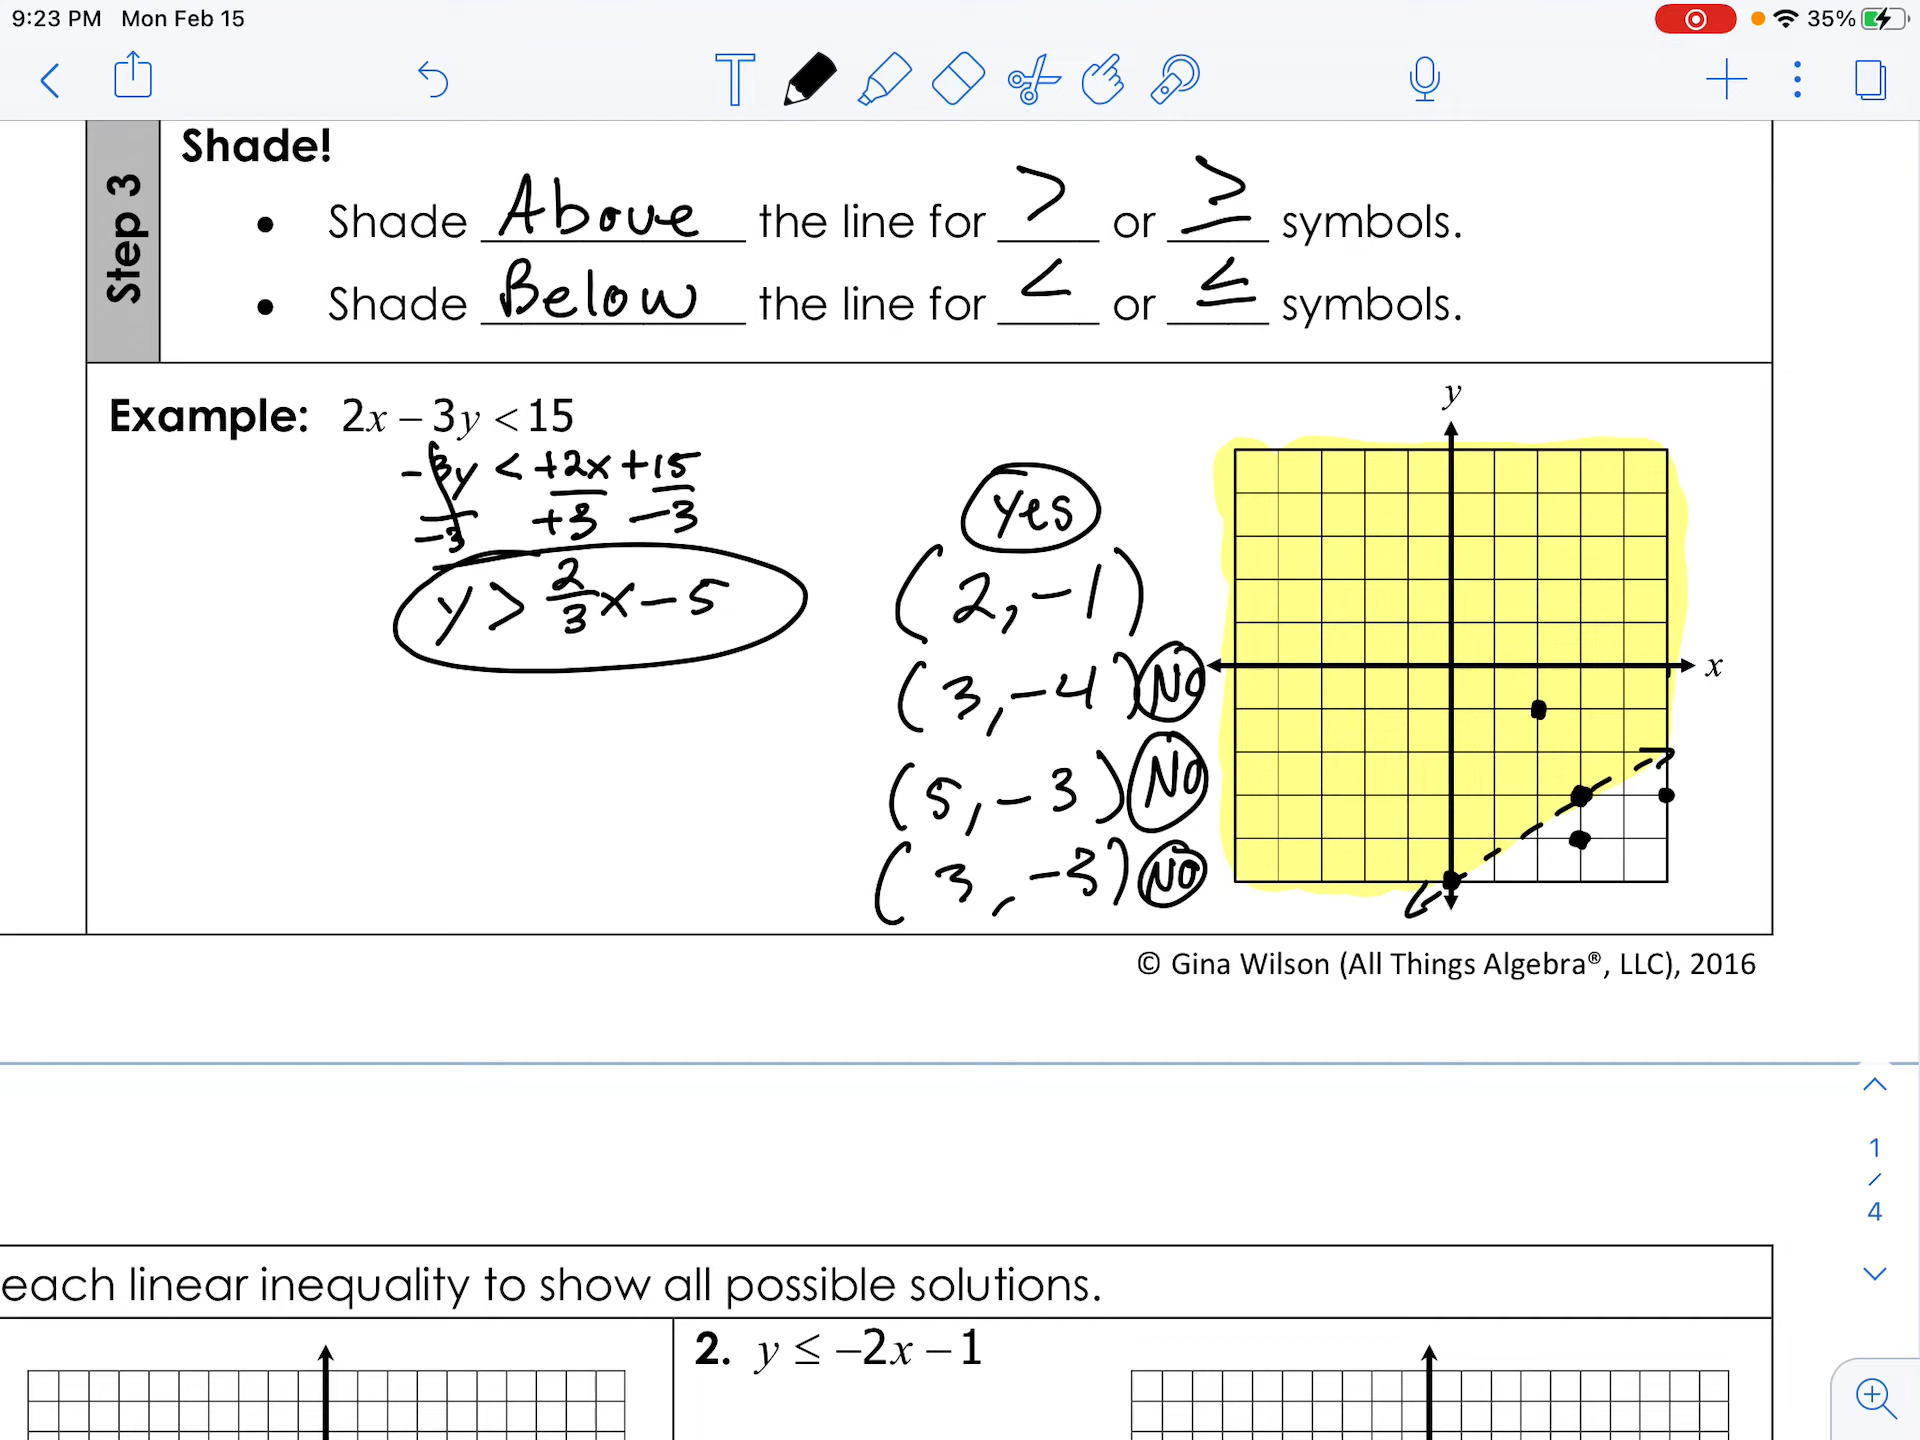 9:23 PM Mon Feb 15
35%
T
Step 3
Shade!
• Shade Above the line for > or ≥ symbols.
• Shade Below the line for < or ≤ symbols.
Example: 2x – 3y < 15
-3y < +2x +15
-3 +3 -3
y > 2/3 x - 5
Yes
(2, -1)
(3, -4) No
(5, -3) No
(3, -3) No
y
x
© Gina Wilson (All Things Algebra®, LLC), 2016
1
/
4
each linear inequality to show all possible solutions.
2. y ≤ –2x – 1